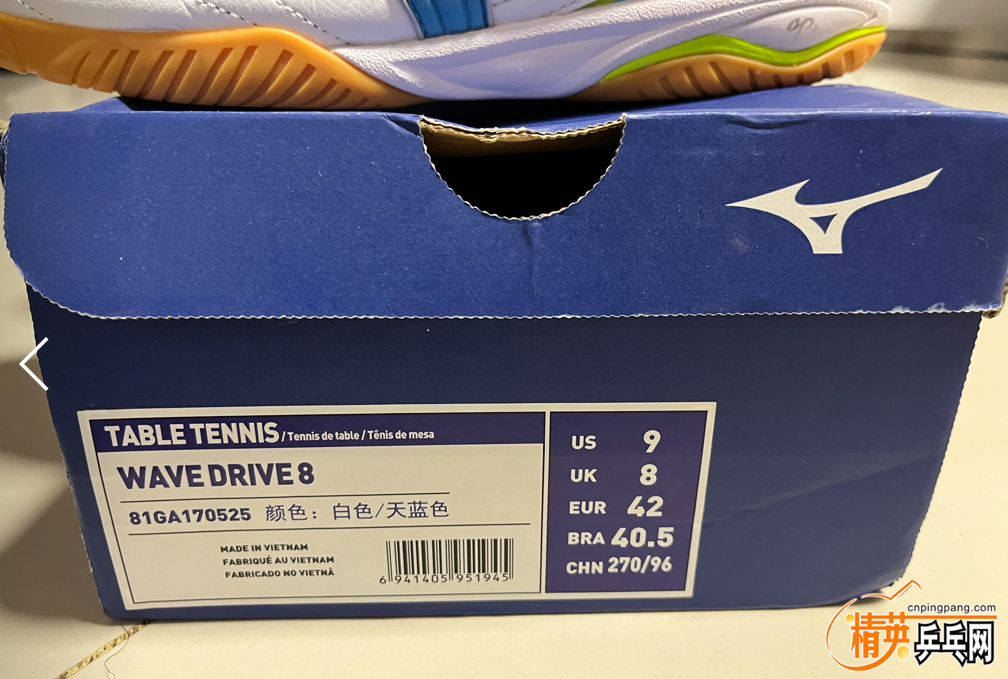 TABLE TENNIS / Tennis de table / Tênis de mesa
WAVE DRIVE 8
81GA170525 颜色：白色/天蓝色
MADE IN VIETNAM
FABRIQUÉ AU VIETNAM
FABRICADO NO VIETNÃ
6 941405 951945
US 9
UK 8
EUR 42
BRA 40.5
CHN 270/96
cnpingpang.com
精英乒乓网